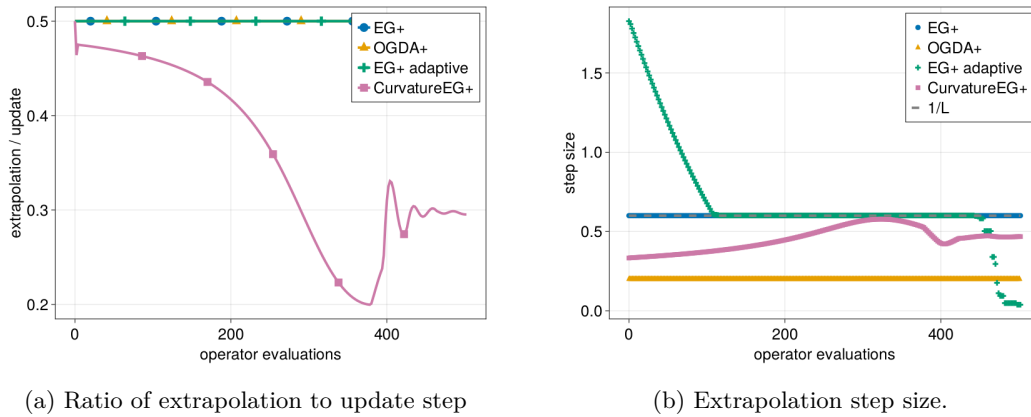 0.5
0.4
0.3
0.2
extrapolation / update
EG+
OGDA+
EG+ adaptive
CurvatureEG+
0
200
400
operator evaluations
(a) Ratio of extrapolation to update step
1.5
1.0
0.5
0.0
step size
EG+
OGDA+
EG+ adaptive
CurvatureEG+
1/L
0
200
400
operator evaluations
(b) Extrapolation step size.